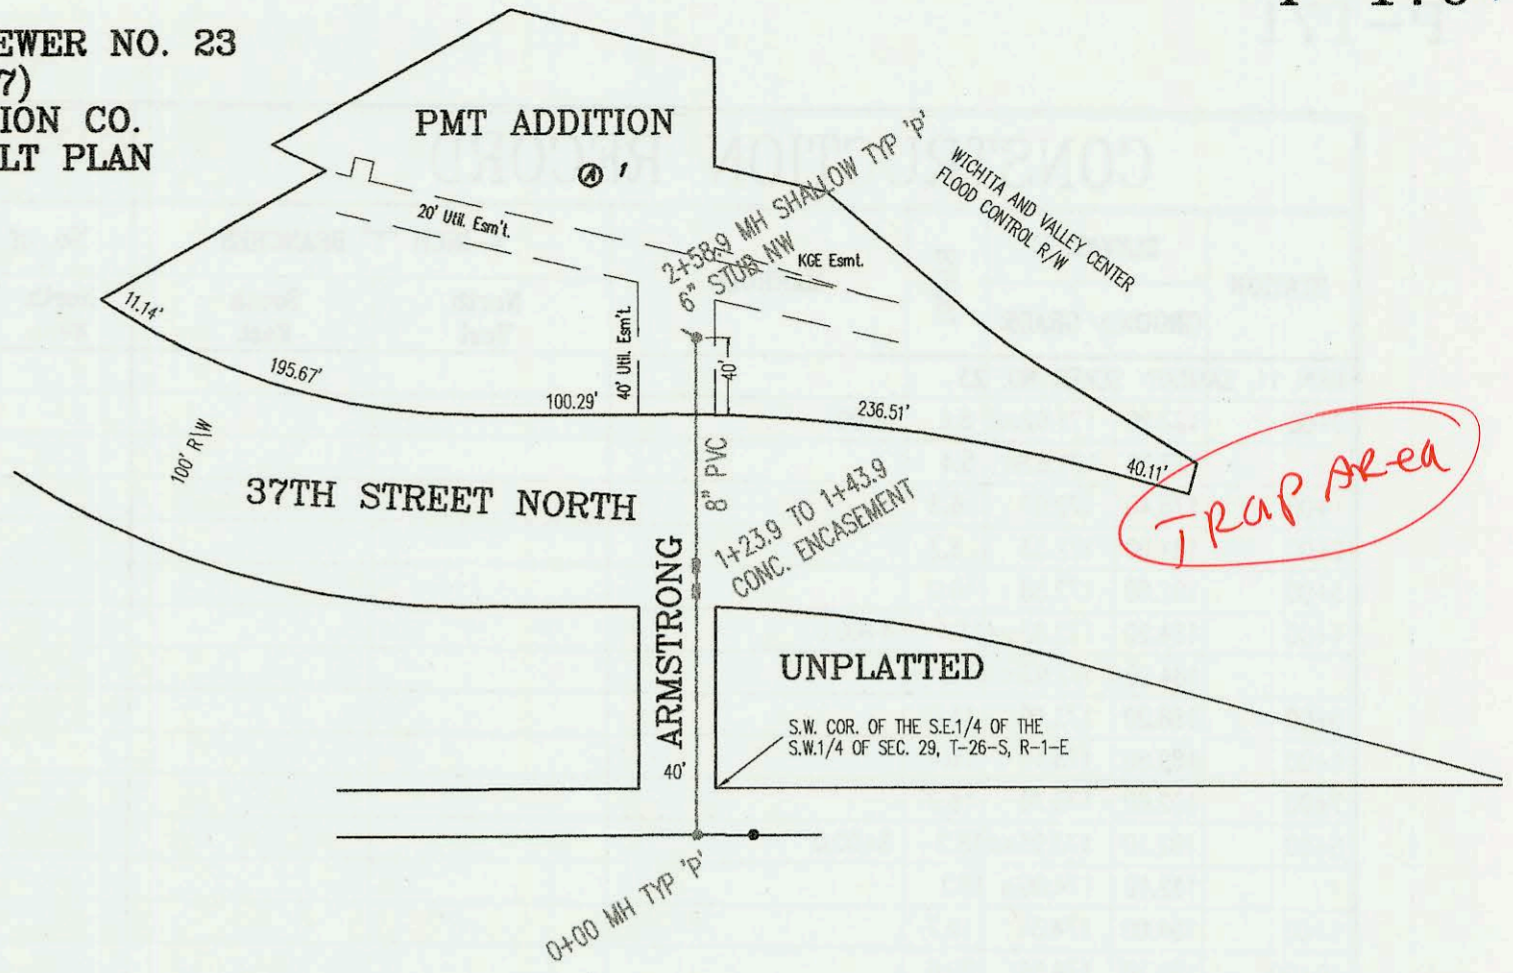 EWER NO. 23
7)
ION CO.
LT PLAN
PMT ADDITION
A 1
20' Util. Esm't.
2+58.9 MH SHALLOW TYP 'P'
6" STUB NW
KGE Esmt.
WICHITA AND VALLEY CENTER
FLOOD CONTROL R/W
11.14'
195.67'
100.29'
40' Util. Esm't.
40'
236.51'
40.11'
TRap AR-ea
100' R\W
37TH STREET NORTH
8" PVC
1+23.9 TO 1+43.9
CONC. ENCASEMENT
ARMSTRONG
40'
UNPLATTED
S.W. COR. OF THE S.E.1/4 OF THE
S.W.1/4 OF SEC. 29, T-26-S, R-1-E
0+00 MH TYP 'P'
CONSTRUCTION RECORD